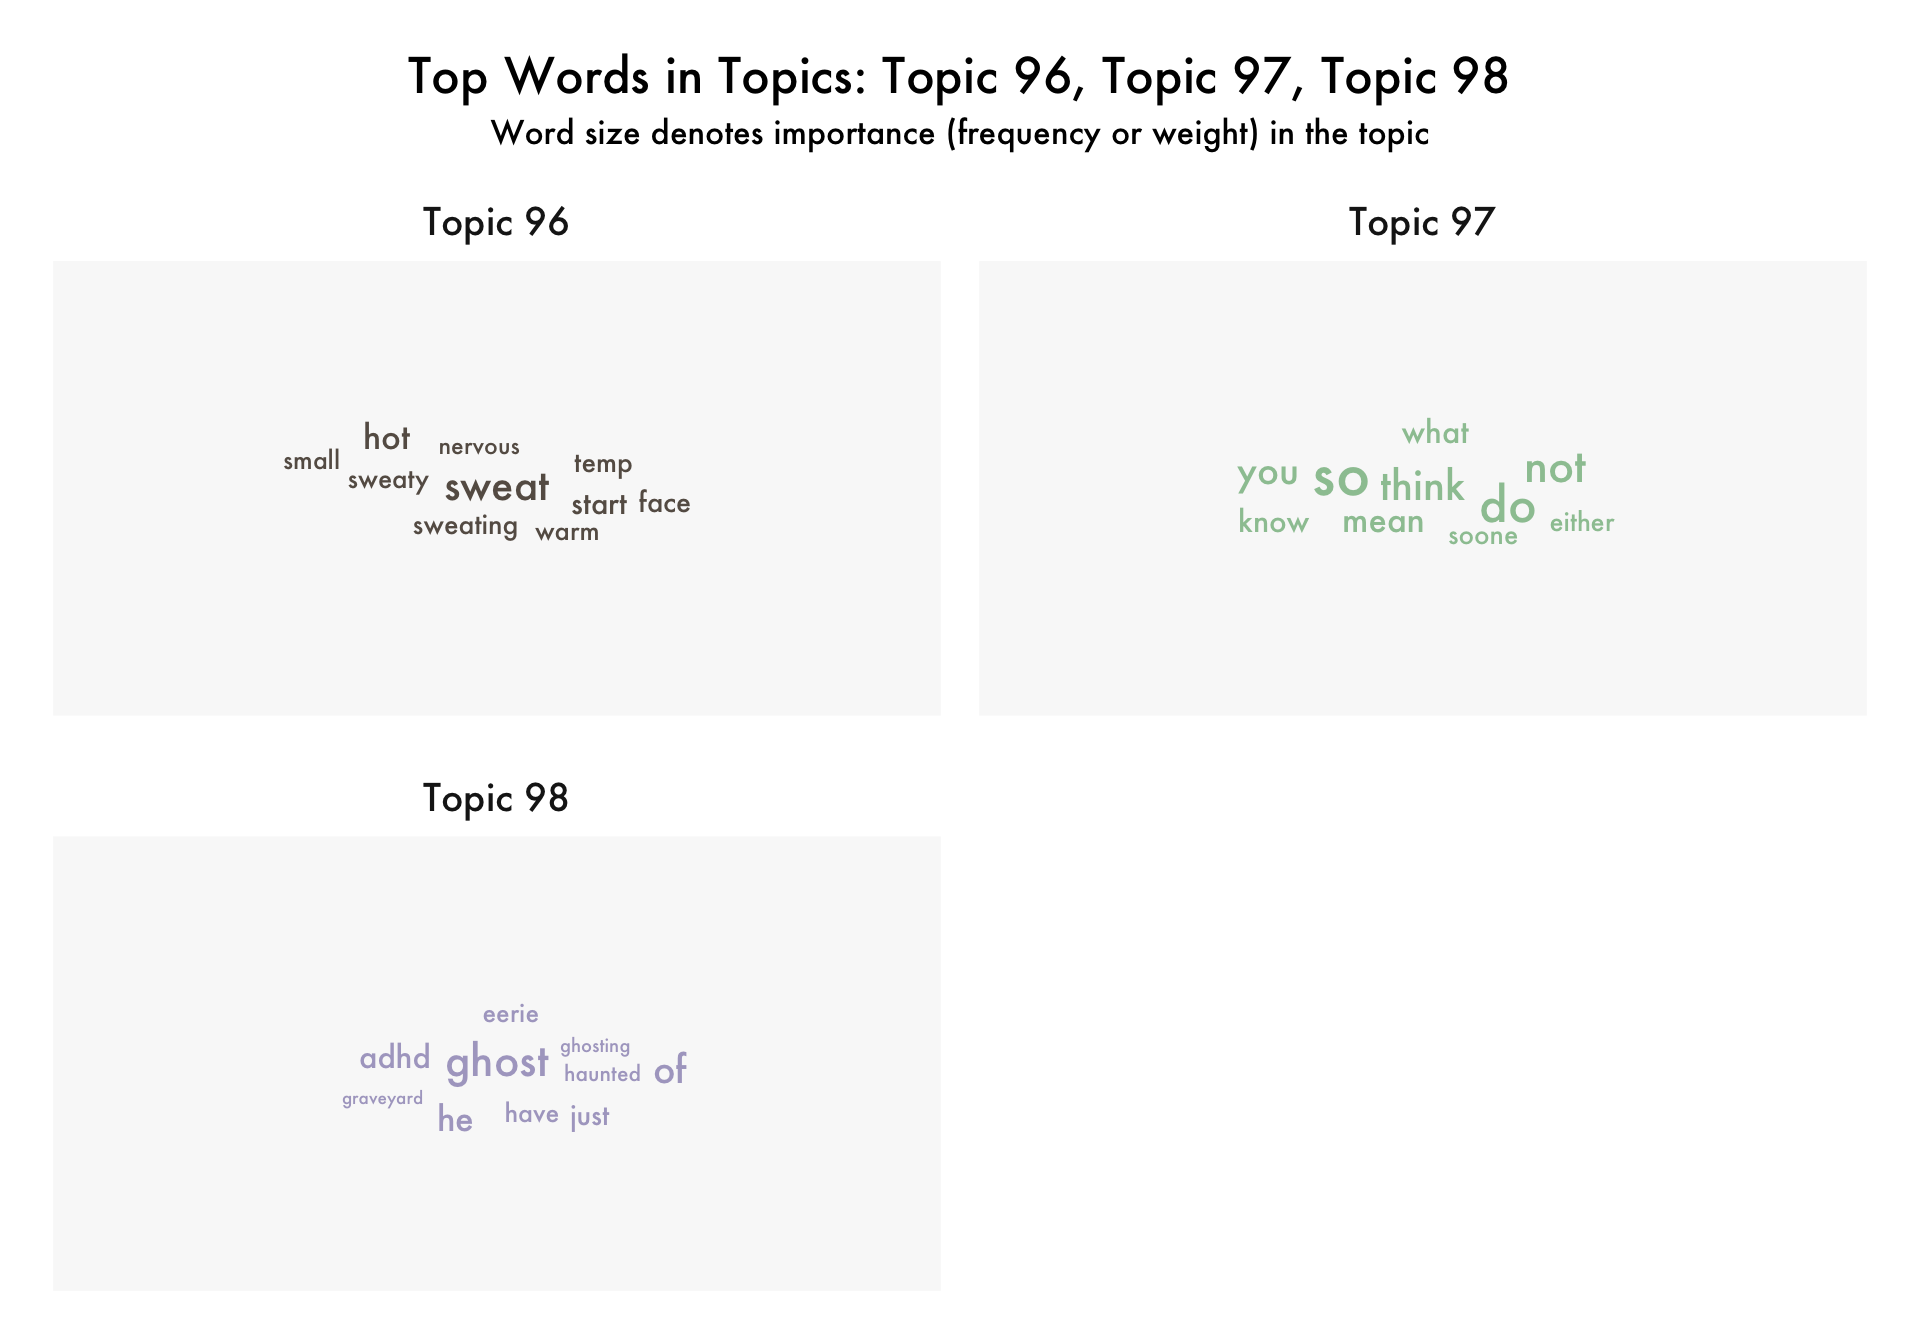 Top Words in Topics: Topic 96, Topic 97, Topic 98
Word size denotes importance (frequency or weight) in the topic
Topic 96
hot
nervous
small
temp
sweaty
sweat
start face
sweating
warm
Topic 97
what
you so think not
do
know mean
soone
either
Topic 98
eerie
adhd ghost
ghosting
haunted
of
graveyard
he
have just